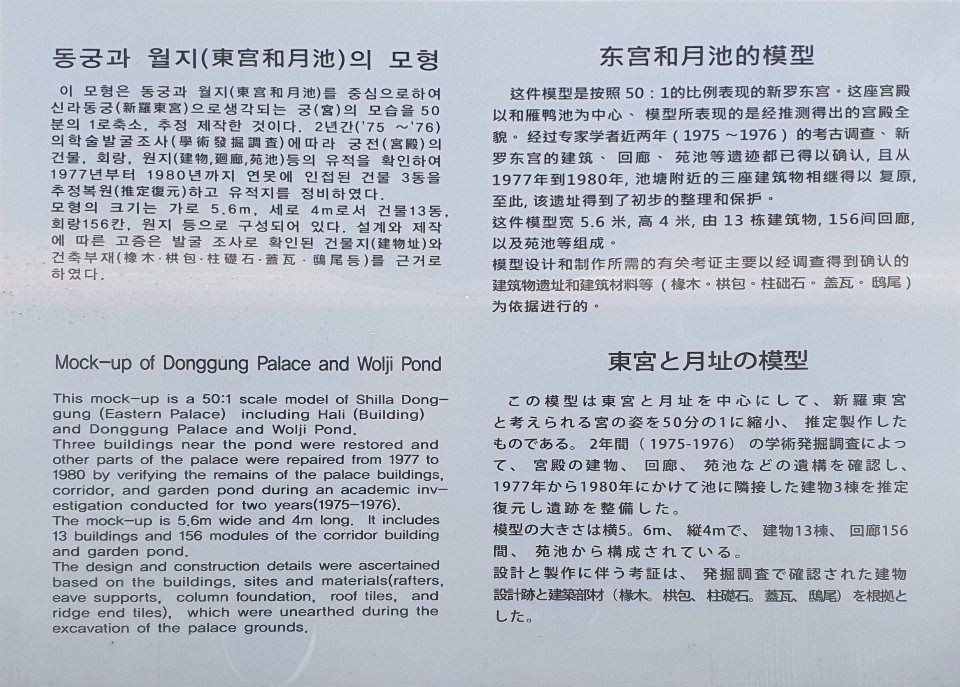 동궁과 월지(東宮和月池)의 모형
이 모형은 동궁과 월지(東宮和月池)를 중심으로하여
신라동궁(新羅東宮)으로생각되는 궁(宮)의 모습을 50
분의 1로축소, 추정 제작한 것이다. 2년간('75 ~'76)
의학술발굴조사(學術發掘調査)에따라 궁전(宮殿)의
건물, 회랑, 원지(建物,廻廊,苑池)등의 유적을 확인하여
1977년부터 1980년까지 연못에 인접된 건물 3동을
추정복원(推定復元)하고 유적지를 정비하였다.
모형의 크기는 가로 5.6m, 세로 4m로서 건물13동,
회랑156칸, 원지 등으로 구성되어 있다. 설계와 제작
에 따른 고증은 발굴 조사로 확인된 건물지(建物址)와
건축부재(椽木·栱包·柱礎石·蓋瓦·鴟尾등)를 근거로
하였다.
东宫和月池的模型
这件模型是按照 50：1的比例表现的新罗东宫。这座宫殿
以和雁鸭池为中心、 模型所表现的是经推测得出的宫殿全
貌。 经过专家学者近两年（1975 ~1976）的考古调查、 新
罗东宫的建筑、 回廊、 苑池等遗迹都已得以确认, 且从
1977年到1980年, 池塘附近的三座建筑物相继得以 复原,
至此, 该遗址得到了初步的整理和保护。
这件模型宽 5.6 米, 高 4 米, 由 13 栋建筑物, 156间回廊,
以及苑池等组成。
模型设计和制作所需的有关考证主要以经调查得到确认的
建筑物遗址和建筑材料等（椽木。栱包。柱础石。盖瓦。鸱尾）
为依据进行的。
Mock-up of Donggung Palace and Wolji Pond
This mock-up is a 50:1 scale model of Shilla Dong-
gung (Eastern Palace) including Hali (Building)
and Donggung Palace and Wolji Pond.
Three buildings near the pond were restored and
other parts of the palace were repaired from 1977 to
1980 by verifying the remains of the palace buildings,
corridor, and garden pond during an academic inv-
estigation conducted for two years(1975-1976).
The mock-up is 5.6m wide and 4m long. It includes
13 buildings and 156 modules of the corridor building
and garden pond.
The design and construction details were ascertained
based on the buildings, sites and materials(rafters,
eave supports, column foundation, roof tiles, and
ridge end tiles), which were unearthed during the
excavation of the palace grounds.
東宮と月址の模型
この模型は東宮と月址を中心にして、新羅東宮
と考えられる宮の姿を50分の1に縮小、 推定製作した
ものである。2年間（1975-1976）の学術発掘調査によっ
て、 宮殿の建物、 回廊、 苑池などの遺構を確認し、
1977年から1980年にかけて池に隣接した建物3棟を推定
復元し遺跡を整備した。
模型の大きさは横5。6m、 縦4mで、 建物13棟、 回廊156
間、 苑池から構成されている。
設計と製作に伴う考証は、 発掘調査で確認された建物
設計跡と建築部材（椽木。栱包、柱礎石。蓋瓦、鴟尾）を根拠と
した。